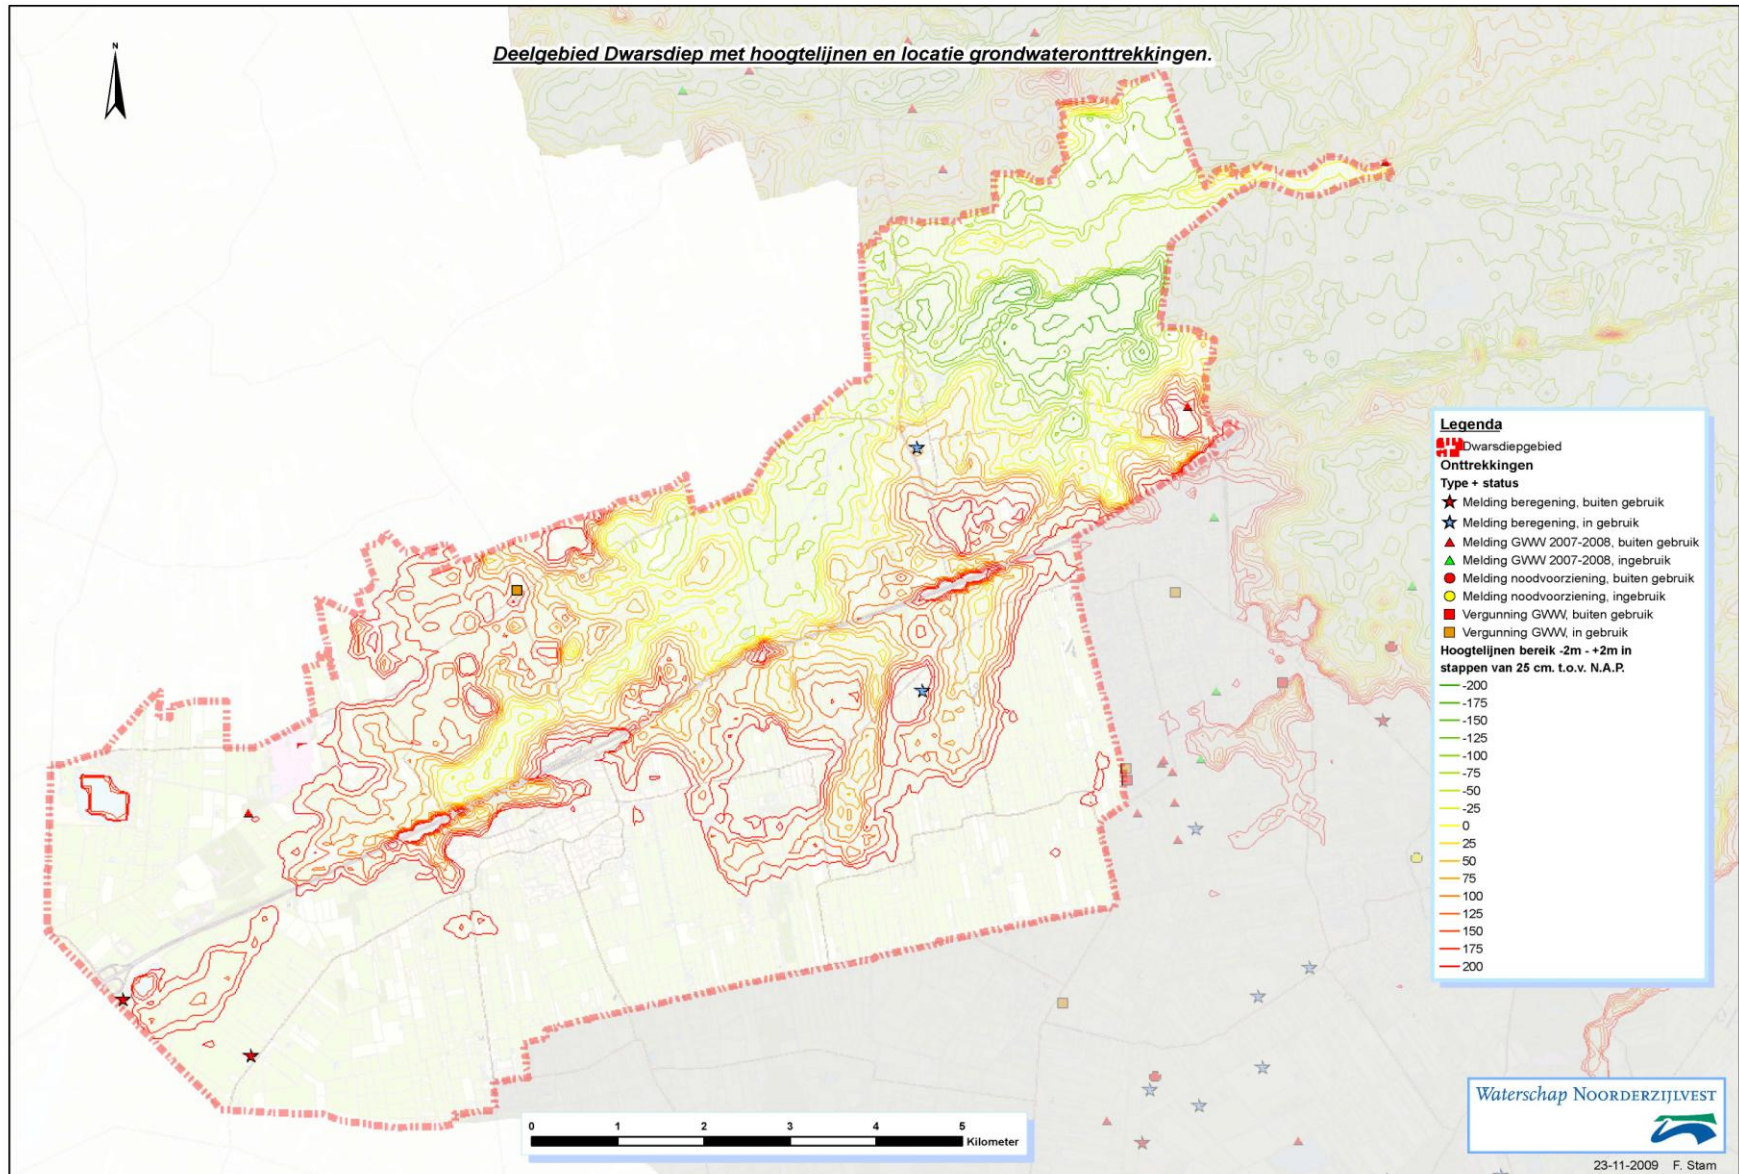 N
Deelgebied Dwarsdiep met hoogtelijnen en locatie grondwateronttrekkingen.
Legenda
Dwarsdiepgebied
Onttrekkingen
Type + status
Melding beregening, buiten gebruik
Melding beregening, in gebruik
Melding GWW 2007-2008, buiten gebruik
Melding GWW 2007-2008, ingebruik
Melding noodvoorziening, buiten gebruik
Melding noodvoorziening, ingebruik
Vergunning GWW, buiten gebruik
Vergunning GWW, in gebruik
Hoogtelijnen bereik -2m - +2m in
stappen van 25 cm. t.o.v. N.A.P.
-200
-175
-150
-125
-100
-75
-50
-25
0
25
50
75
100
125
150
175
200
0 1 2 3 4 5
Kilometer
Waterschap NOORDERZIJLVEST
23-11-2009 F. Stam